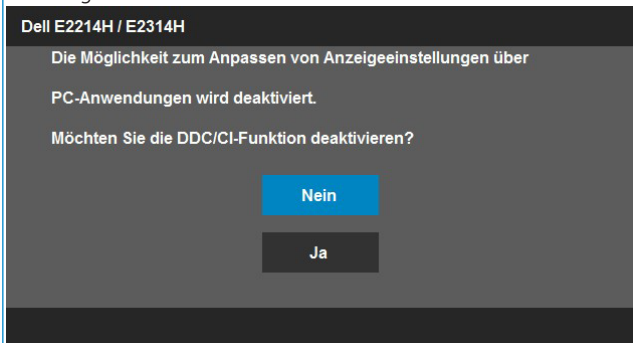 Dell E2214H / E2314H
Die Möglichkeit zum Anpassen von Anzeigeeinstellungen über
PC-Anwendungen wird deaktiviert.
Möchten Sie die DDC/CI-Funktion deaktivieren?
Nein
Ja